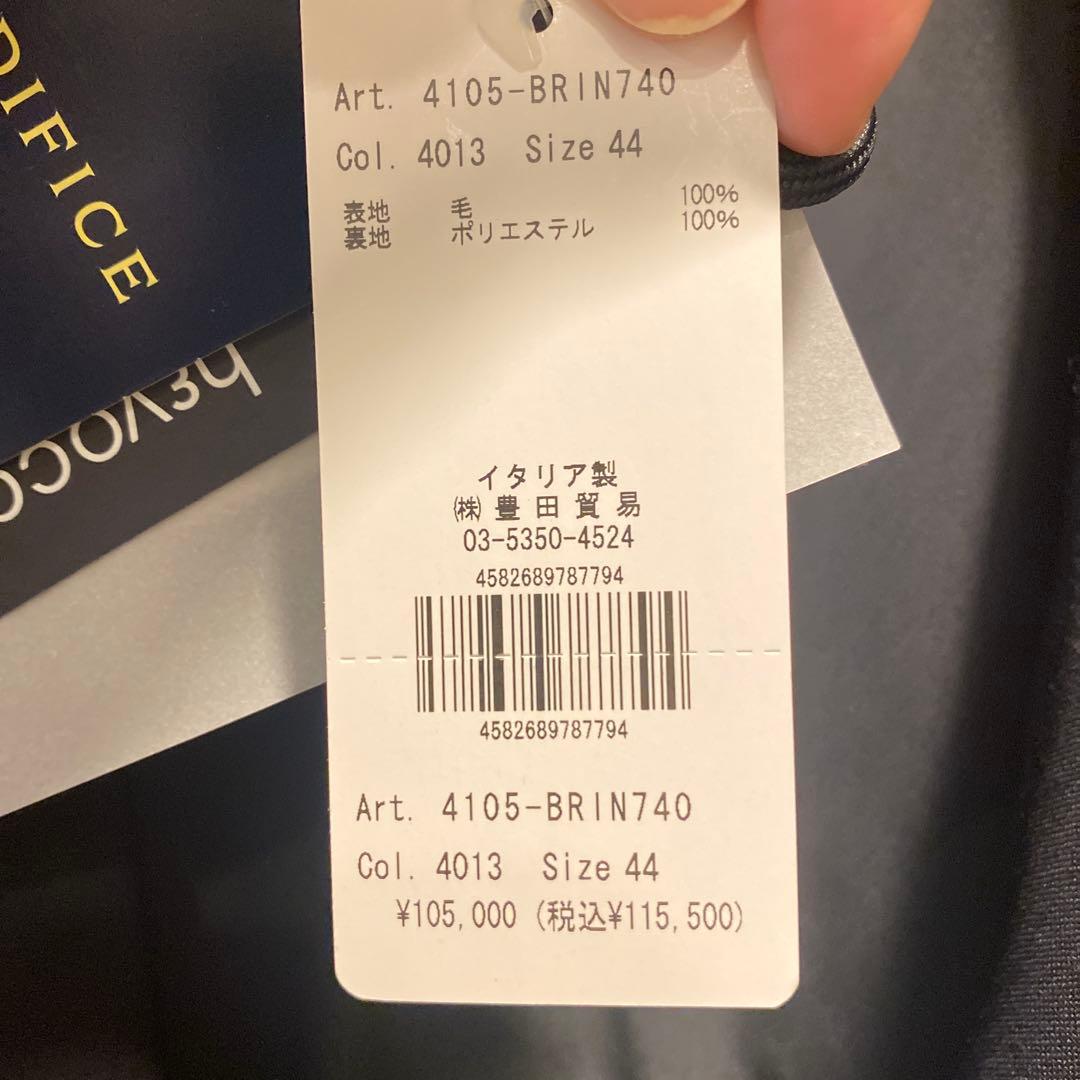 DIFICE
Art. 4105-BRIN740
Col. 4013 Size 44
表地 毛 100%
裏地 ポリエステル 100%
イタリア製
㈱ 豊田貿易
03-5350-4524
4582689787794
4582689787794
Art. 4105-BRIN740
Col. 4013 Size 44
¥105,000 (税込¥115,500)